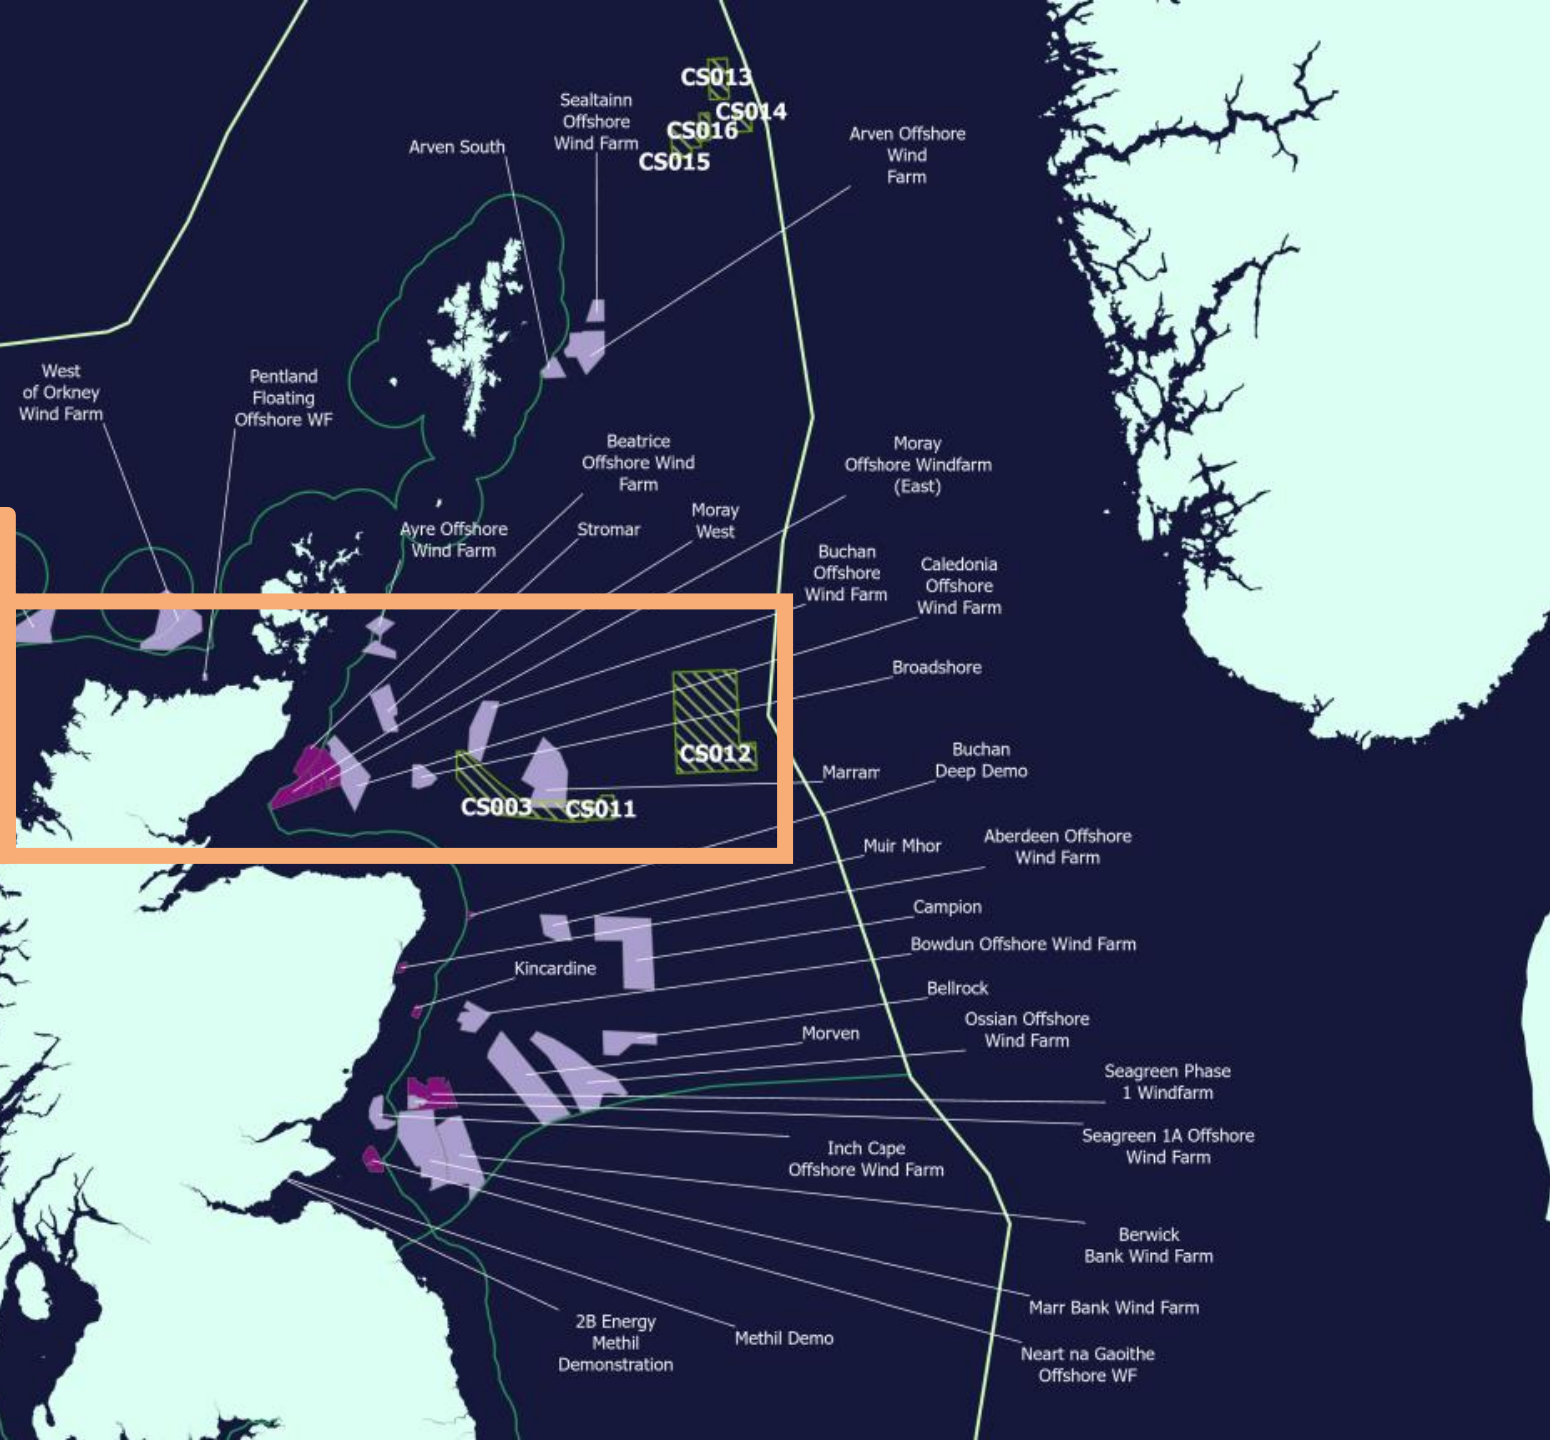 CS013
Sealtainn
Offshore
Wind Farm
CS014
CS016
CS015
Arven South
Arven Offshore
Wind
Farm
West
of Orkney
Wind Farm
Pentland
Floating
Offshore WF
Beatrice
Offshore Wind
Farm
Moray
Offshore Windfarm
(East)
Ayre Offshore
Wind Farm
Stromar
Moray
West
Buchan
Offshore
Wind Farm
Caledonia
Offshore
Wind Farm
Broadshore
CS012
Marram
Buchan
Deep Demo
CS003
CS011
Muir Mhor
Aberdeen Offshore
Wind Farm
Campion
Bowdun Offshore Wind Farm
Kincardine
Bellrock
Ossian Offshore
Wind Farm
Morven
Seagreen Phase
1 Windfarm
Seagreen 1A Offshore
Wind Farm
Inch Cape
Offshore Wind Farm
Berwick
Bank Wind Farm
Marr Bank Wind Farm
2B Energy
Methil
Demonstration
Methil Demo
Neart na Gaoithe
Offshore WF